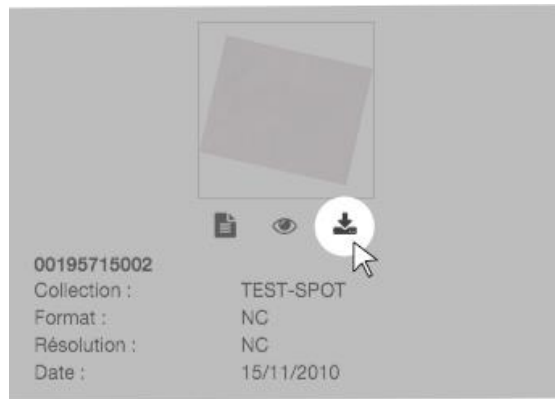 00195715002
Collection : TEST-SPOT
Format : NC
Résolution : NC
Date : 15/11/2010